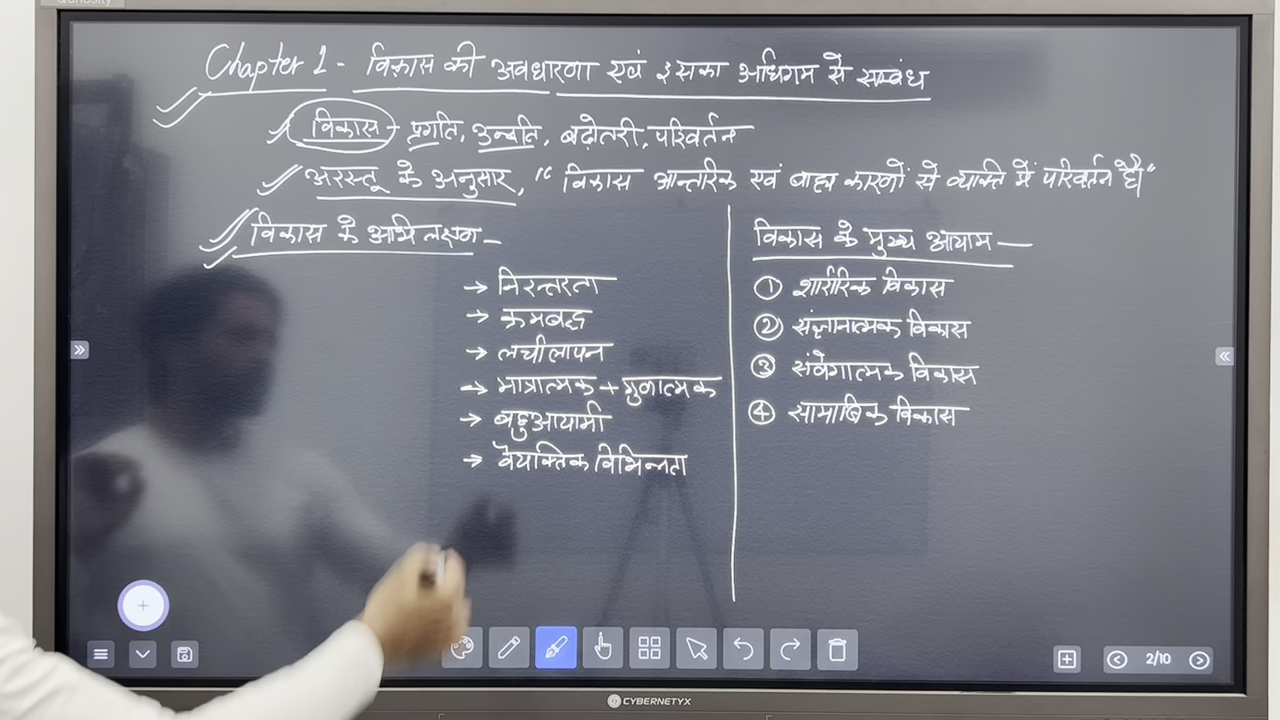 Chapter 1 - विकास की अवधारणा एवं इसका अधिगम से सम्बंध
विकास - प्रगति, उन्नति, बढ़ोतरी, परिवर्तन
अरस्तू के अनुसार, "विकास आन्तरिक एवं बाह्य कारणों से व्यक्ति में परिवर्तन है।"
विकास के अभिलक्षण -
→ निरन्तरता
→ क्रमबद्ध
→ लचीलापन
→ मात्रात्मक + गुणात्मक
→ बहुआयामी
→ वैयक्तिक विभिन्नता
विकास के मुख्य आयाम -
① शारीरिक विकास
② संज्ञानात्मक विकास
③ संवेगात्मक विकास
④ सामाजिक विकास
2/10
CYBERNETYX